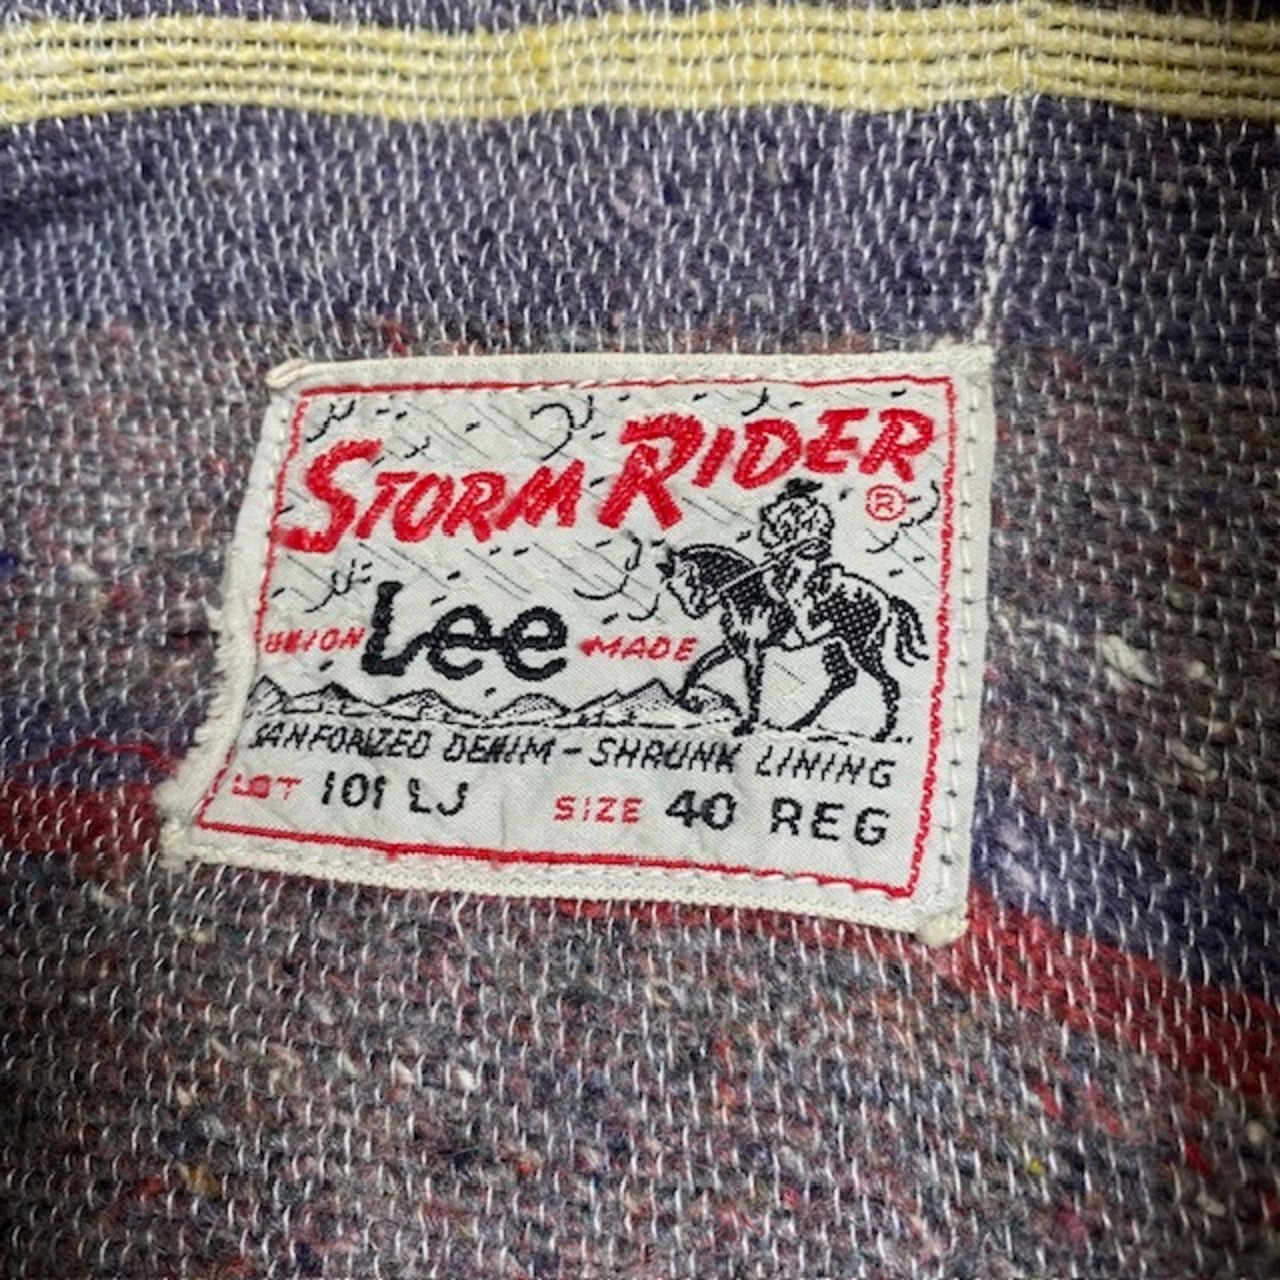 STORM RIDER ®
UNION Lee MADE
SANFORIZED DENIM - SHRUNK LINING
LOT 101 LJ SIZE 40 REG